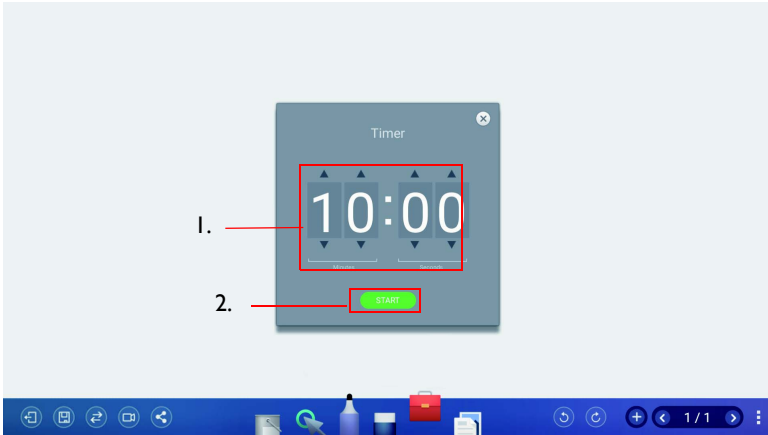 Timer
1.
10:00
Minutes
Seconds
2.
START
1/1